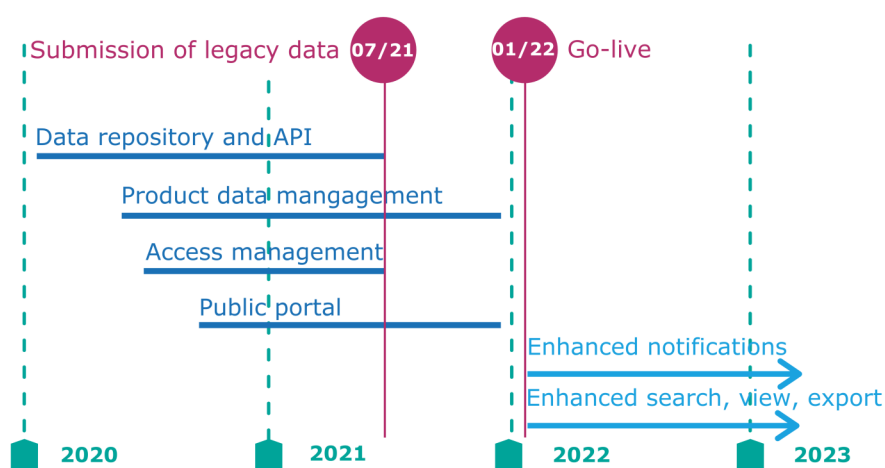 Submission of legacy data
07/21
01/22
Go-live
Data repository and API
Product data mangagement
Access management
Public portal
Enhanced notifications
Enhanced search, view, export
2020
2021
2022
2023